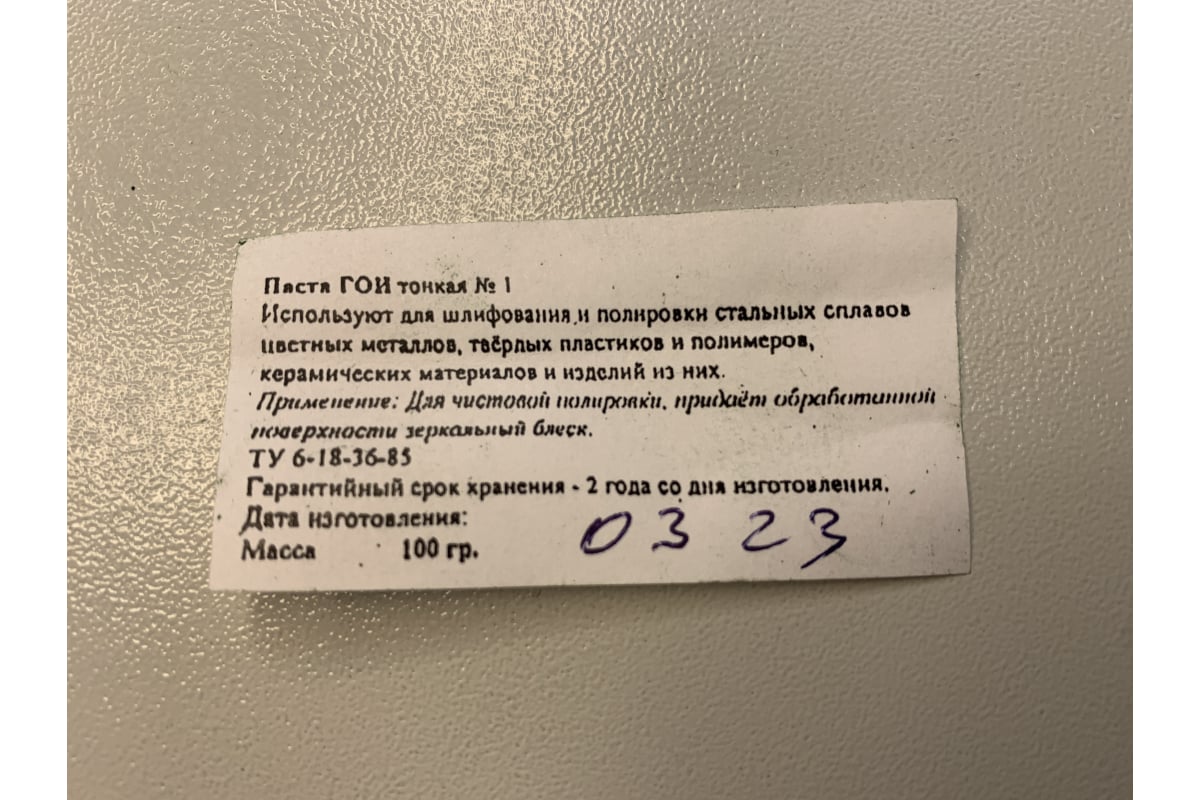 Паста ГОИ тонкая № 1
Используют для шлифования и полировки стальных сплавов
цветных металлов, твёрдых пластиков и полимеров,
керамических материалов и изделий из них.
Применение: Для чистовой полировки, придаёт обработанной
поверхности зеркальный блеск.
ТУ 6-18-36-85
Гарантийный срок хранения - 2 года со дня изготовления.
Дата изготовления: 03 23
Масса 100 гр.